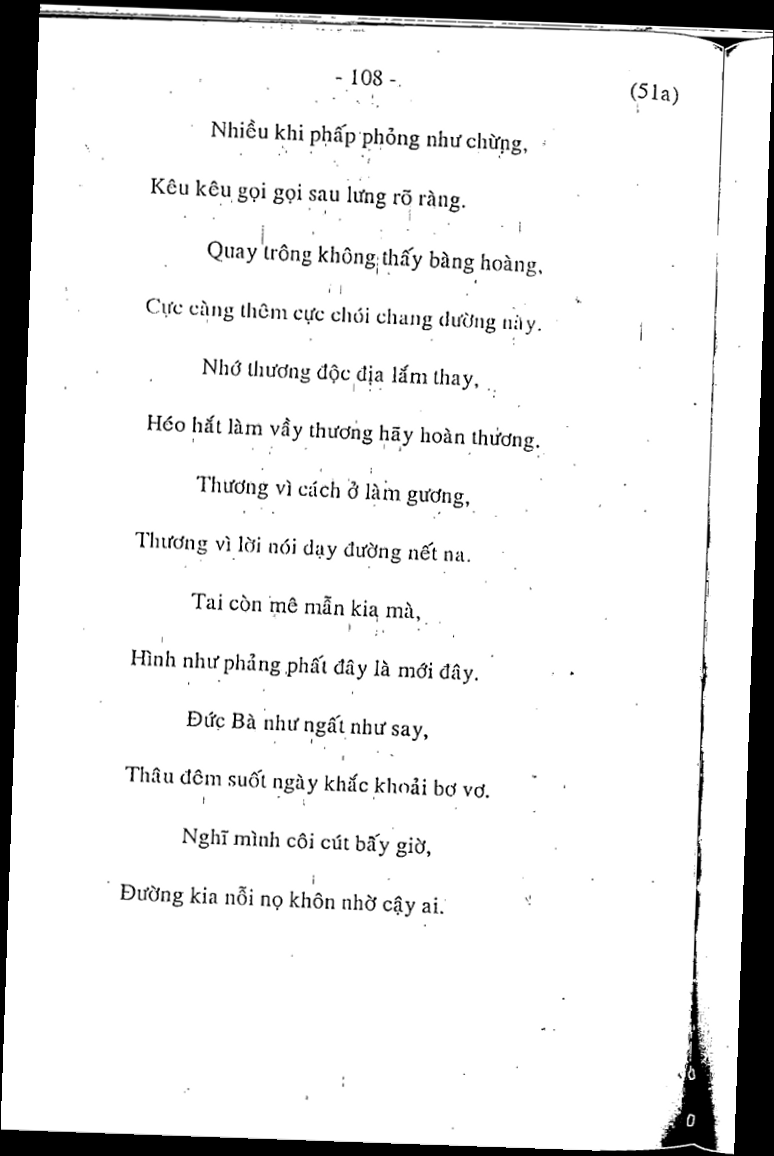 - 108 -
(51a)
Nhiều khi phấp phỏng như chừng,
Kêu kêu gọi gọi sau lưng rõ ràng.
Quay trông không thấy bàng hoàng,
Cực càng thêm cực chói chang dường này.
Nhớ thương độc địa lắm thay,
Héo hắt làm vầy thương hãy hoàn thương.
Thương vì cách ở làm gương,
Thương vì lời nói dạy đường nết na.
Tai còn mê mẫn kia mà,
Hình như phảng phất đây là mới đây.
Đức Bà như ngất như say,
Thâu đêm suốt ngày khắc khoải bơ vơ.
Nghĩ mình côi cút bấy giờ,
Đường kia nỗi nọ khôn nhờ cậy ai.